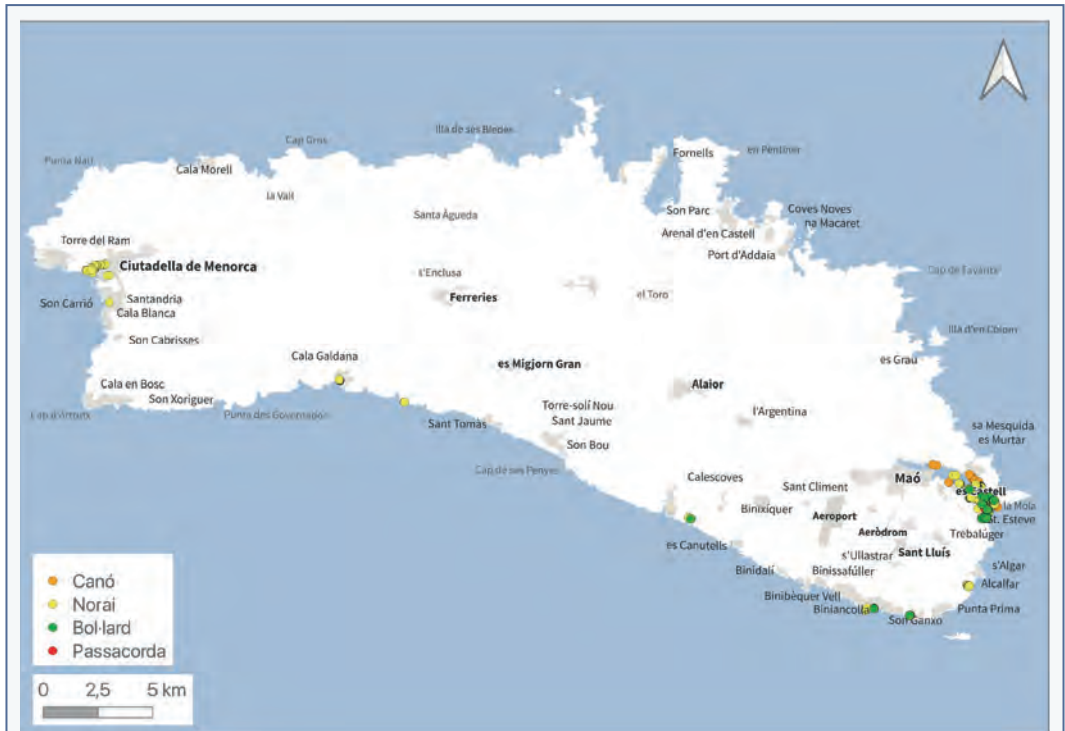 Illa de ses Bledes
Cap Gros
Punta Nati
Fornells
en Pentiner
Cala Morell
la Vall
Santa Àgueda
Son Parc
Coves Noves
na Macaret
Arenal d'en Castell
Port d'Addaia
Torre del Ram
Ciutadella de Menorca
s'Enclusa
Cap de Favaritx
Ferreries
el Toro
Son Carrió
Santandria
Cala Blanca
Illa d'en Colom
Son Cabrisses
Cala Galdana
es Migjorn Gran
es Grau
Cala en Bosc
Son Xoriguer
Alaior
Cap d'Artrutx
Punta des Governador
Torre-solí Nou
Sant Jaume
l'Argentina
Sant Tomàs
Son Bou
sa Mesquida
es Murtar
Cap de ses Penyes
Calescoves
Sant Climent
Maó
es Castell
la Mola
Binixíquer
Aeroport
St. Esteve
Aeròdrom
Trebalúger
es Canutells
s'Ullastrar
Sant Lluís
Binidalí
Binissafúller
s'Algar
Alcalfar
Binibèquer Vell
Biniancolla
Son Ganxo
Punta Prima
Canó
Norai
Bol·lard
Passacorda
0 2,5 5 km